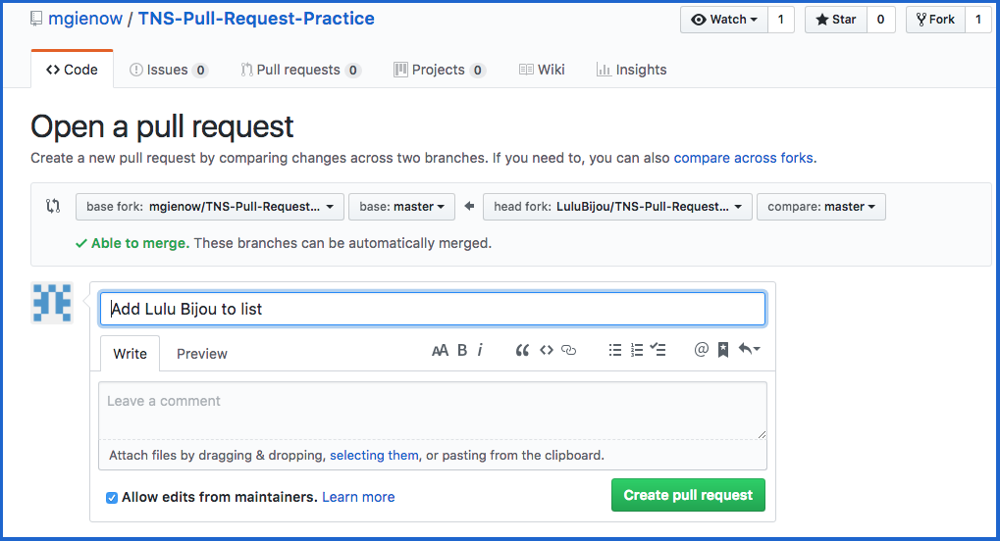 mgienow / TNS-Pull-Request-Practice
Watch 1 Star 0 Fork 1
Code Issues 0 Pull requests 0 Projects 0 Wiki Insights
Open a pull request
Create a new pull request by comparing changes across two branches. If you need to, you can also compare across forks.
base fork: mgienow/TNS-Pull-Request... base: master head fork: LuluBijou/TNS-Pull-Request... compare: master
Able to merge. These branches can be automatically merged.
Add Lulu Bijou to list
Write Preview AA B i “ <> @
Leave a comment
Attach files by dragging & dropping, selecting them, or pasting from the clipboard.
Allow edits from maintainers. Learn more
Create pull request